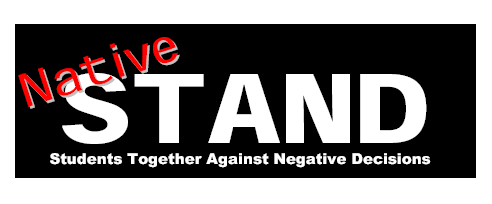 Native
STAND
Students Together Against Negative Decisions